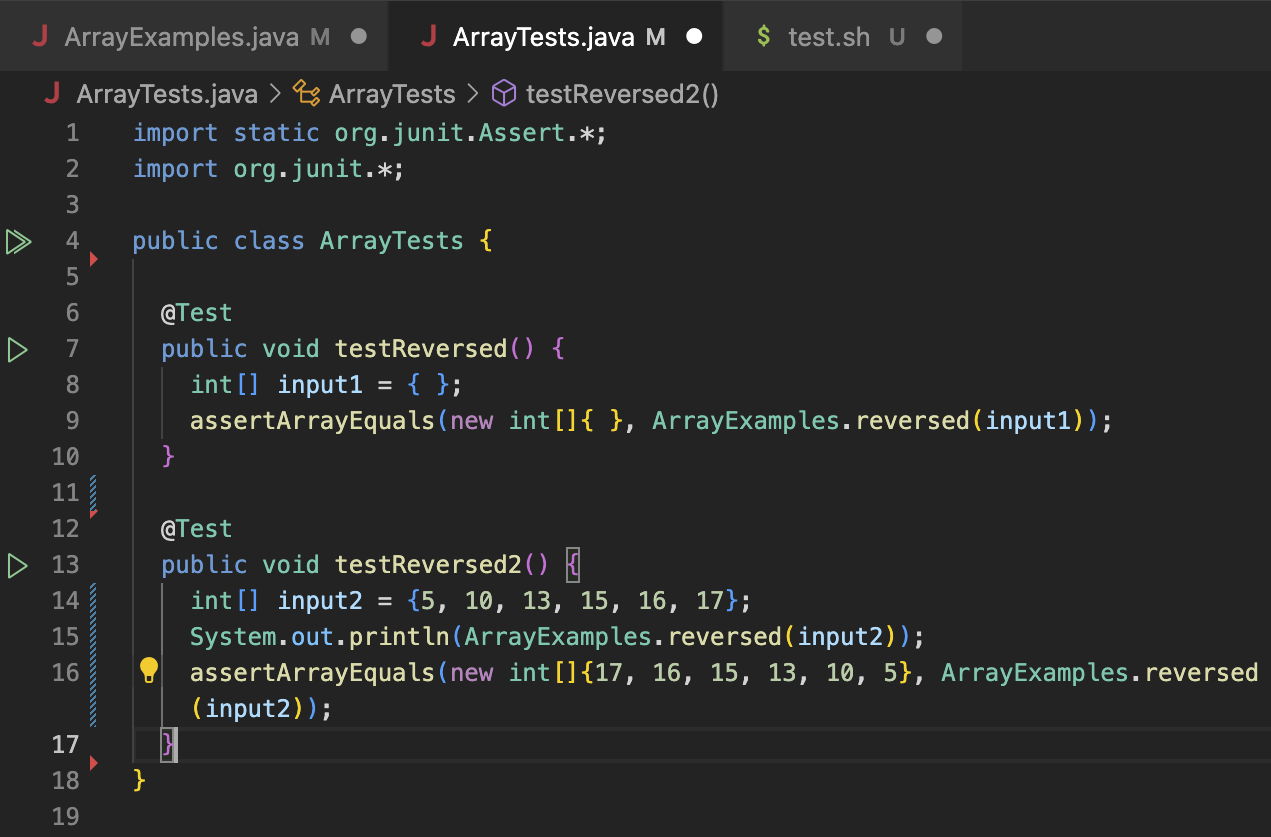 ArrayExamples.java M ArrayTests.java M $ test.sh U
ArrayTests.java > ArrayTests > testReversed2()
1 import static org.junit.Assert.*;
2 import org.junit.*;
3
4 public class ArrayTests {
5
6 @Test
7 public void testReversed() {
8 int[] input1 = { };
9 assertArrayEquals(new int[]{ }, ArrayExamples.reversed(input1));
10 }
11
12 @Test
13 public void testReversed2() {
14 int[] input2 = {5, 10, 13, 15, 16, 17};
15 System.out.println(ArrayExamples.reversed(input2));
16 assertArrayEquals(new int[]{17, 16, 15, 13, 10, 5}, ArrayExamples.reversed
(input2));
17 }
18 }
19